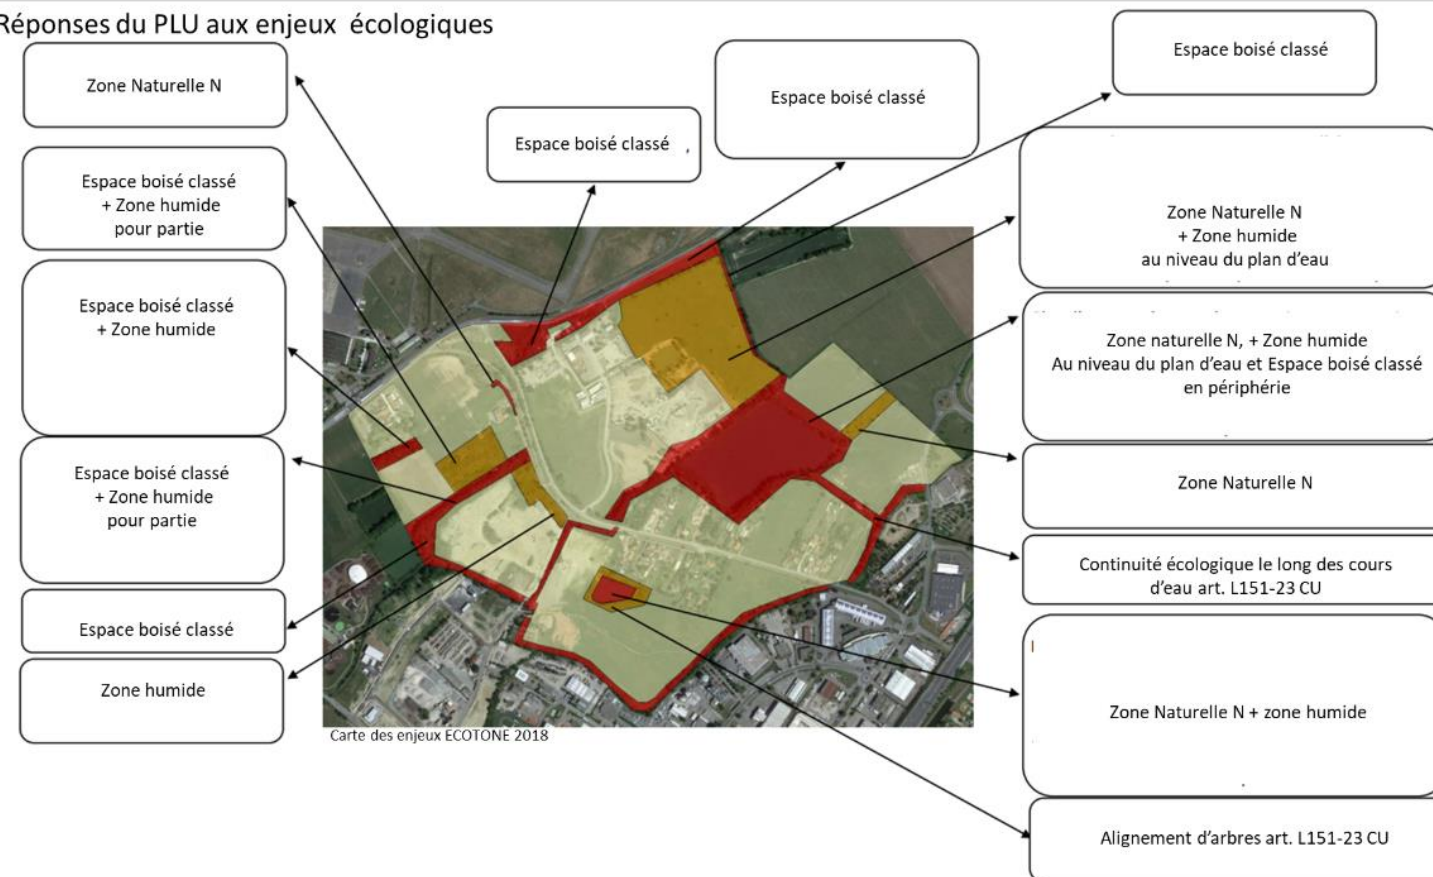 Réponses du PLU aux enjeux écologiques
Zone Naturelle N
Espace boisé classé
+ Zone humide
pour partie
Espace boisé classé
+ Zone humide
Espace boisé classé
+ Zone humide
pour partie
Espace boisé classé
Zone humide
Espace boisé classé
Espace boisé classé
Espace boisé classé
Zone Naturelle N
+ Zone humide
au niveau du plan d'eau
Zone naturelle N, + Zone humide
Au niveau du plan d'eau et Espace boisé classé
en périphérie
Zone Naturelle N
Continuité écologique le long des cours
d'eau art. L151-23 CU
Zone Naturelle N + zone humide
Alignement d'arbres art. L151-23 CU
Carte des enjeux ECOTONE 2018